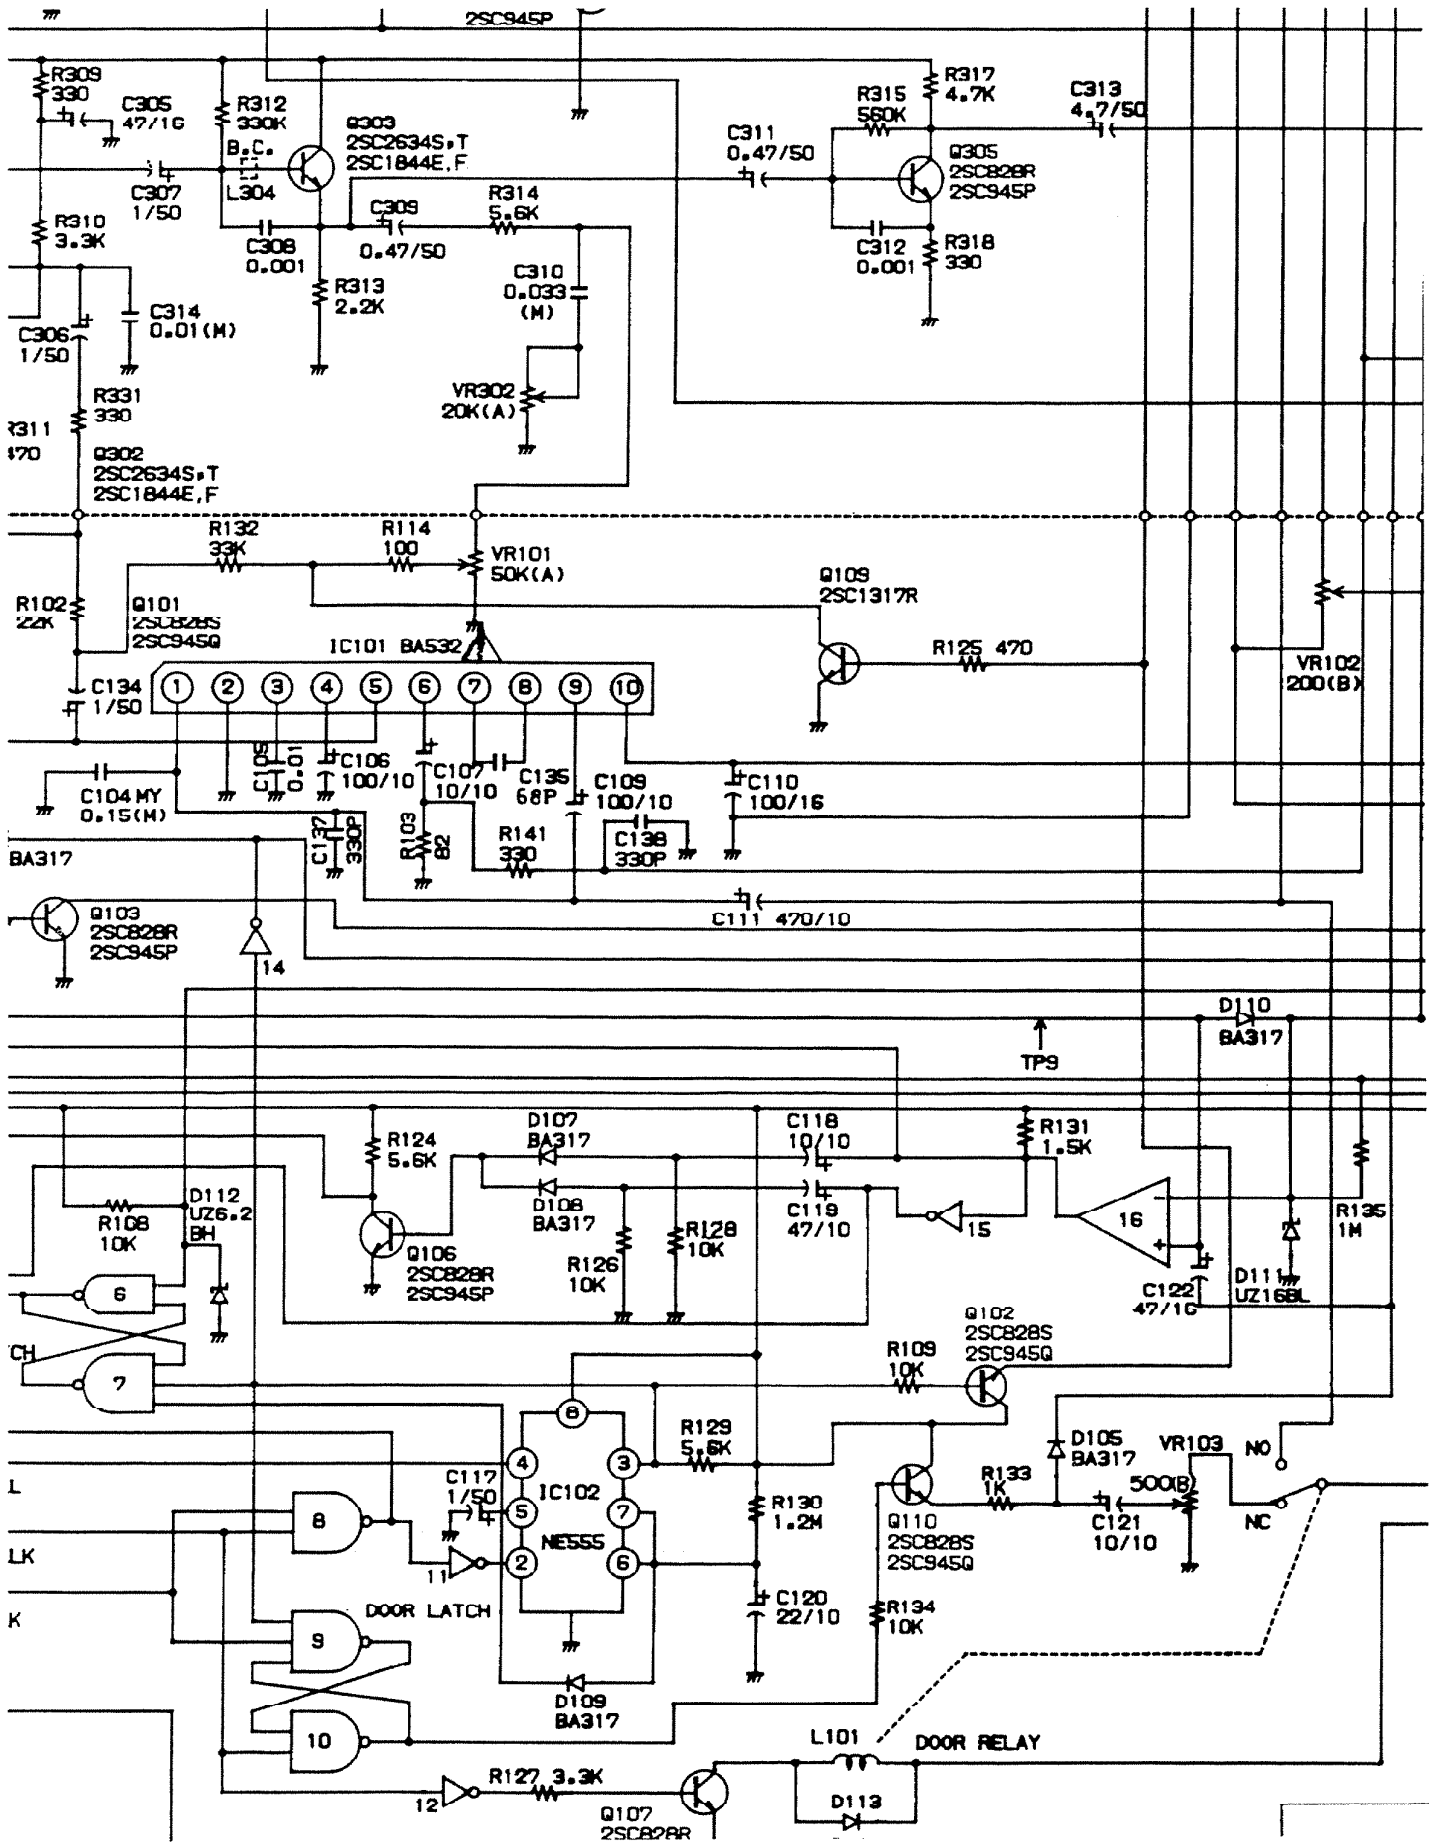 2SC945P
R309
330
C305
47/16
R312
330K
Q303
2SC2634S,T
2SC1844E,F
B.C.
L304
C307
1/50
R310
3.3K
C308
0.001
C309
0.47/50
R314
5.6K
R313
2.2K
C310
0.033
(M)
C314
0.01(M)
C306
1/50
R331
330
R311
470
VR302
20K(A)
Q302
2SC2634S,T
2SC1844E,F
R317
4.7K
R315
560K
C313
4.7/50
C311
0.47/50
Q305
2SC828R
2SC945P
C312
0.001
R318
330
R132
33K
R114
100
VR101
50K(A)
R102
22K
Q101
2SC828S
2SC945Q
IC101 BA532
Q109
2SC1317R
R125 470
VR102
200(B)
C134
1/50
1 2 3 4 5 6 7 8 9 10
C104 MY
0.15(M)
C105
0.01
C106
100/10
C107
10/10
C135
68P
C109
100/10
C110
100/16
C137
330P
R103
82
R141
330
C138
330P
BA317
Q103
2SC828R
2SC945P
14
C111 470/10
D110
BA317
TP9
R124
5.6K
D107
BA317
C118
10/10
R131
1.5K
D108
BA317
C119
47/10
15
16
R135
1M
R108
10K
D112
UZ6.2
BH
Q106
2SC828R
2SC945P
R126
10K
R128
10K
C122
47/16
D111
UZ16BL
6
CH
7
Q102
2SC828S
2SC945Q
R109
10K
8
4
3
R129
5.6K
D105
BA317
VR103
NO
L
C117
1/50
IC102
5
7
R130
1.2M
R133
1K
500(B)
8
NE555
Q110
2SC828S
2SC945Q
C121
10/10
NC
LK
11
2
6
C120
22/10
R134
10K
K
DOOR LATCH
9
D109
BA317
10
L101
DOOR RELAY
R127 3.3K
12
Q107
2SC828R
D113